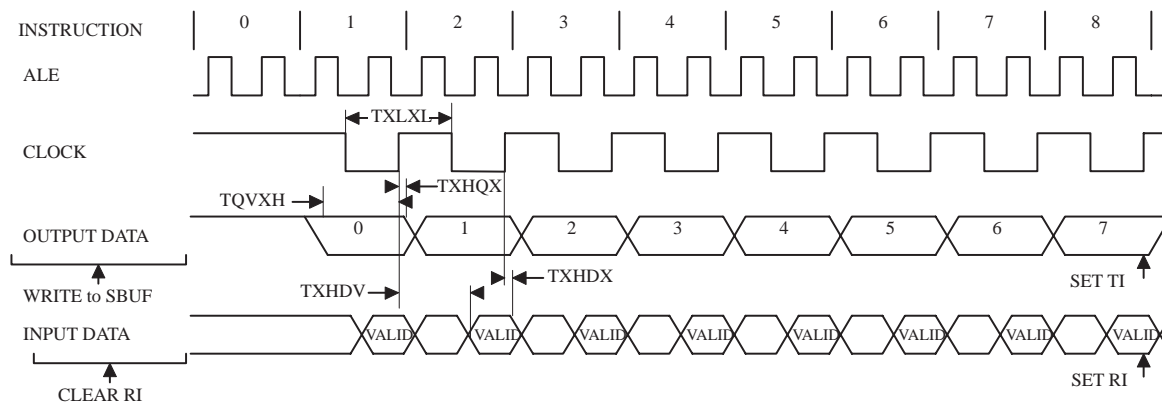 INSTRUCTION 0 1 2 3 4 5 6 7 8
ALE
TXLXL
CLOCK
TXHQX
TQVXH
OUTPUT DATA 0 1 2 3 4 5 6 7
TXHDX
SET TI
WRITE to SBUF
TXHDV
INPUT DATA VALID VALID VALID VALID VALID VALID VALID VALID
SET RI
CLEAR RI